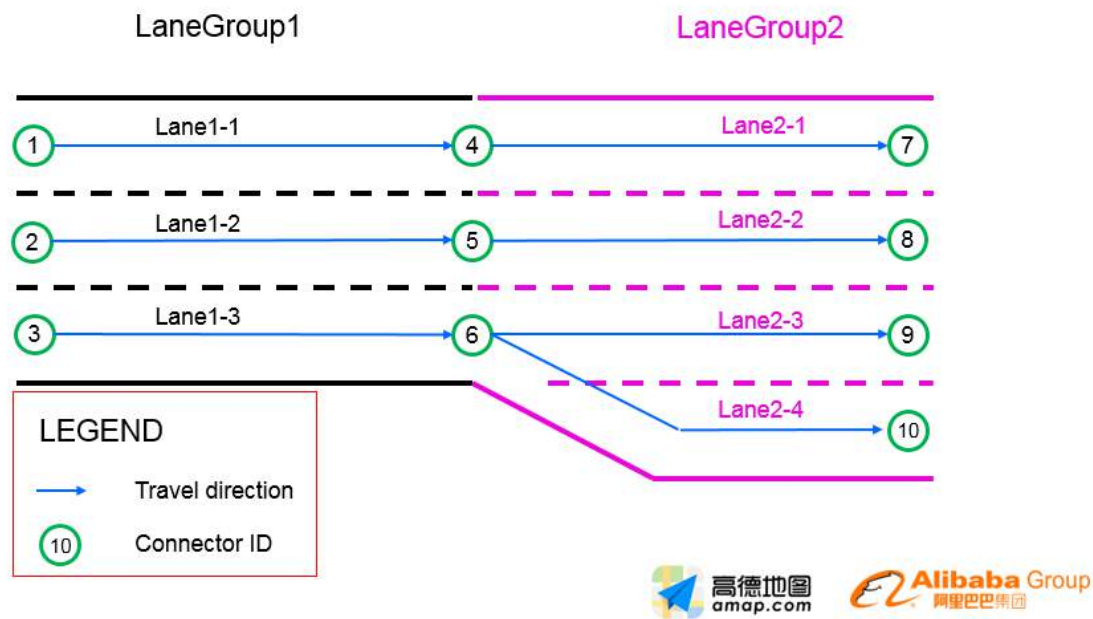 LaneGroup1
LaneGroup2
1
Lane1-1
4
Lane2-1
7
2
Lane1-2
5
Lane2-2
8
3
Lane1-3
6
Lane2-3
9
Lane2-4
10
LEGEND
Travel direction
10
Connector ID
高德地图
amap.com
Alibaba Group
阿里巴巴集团